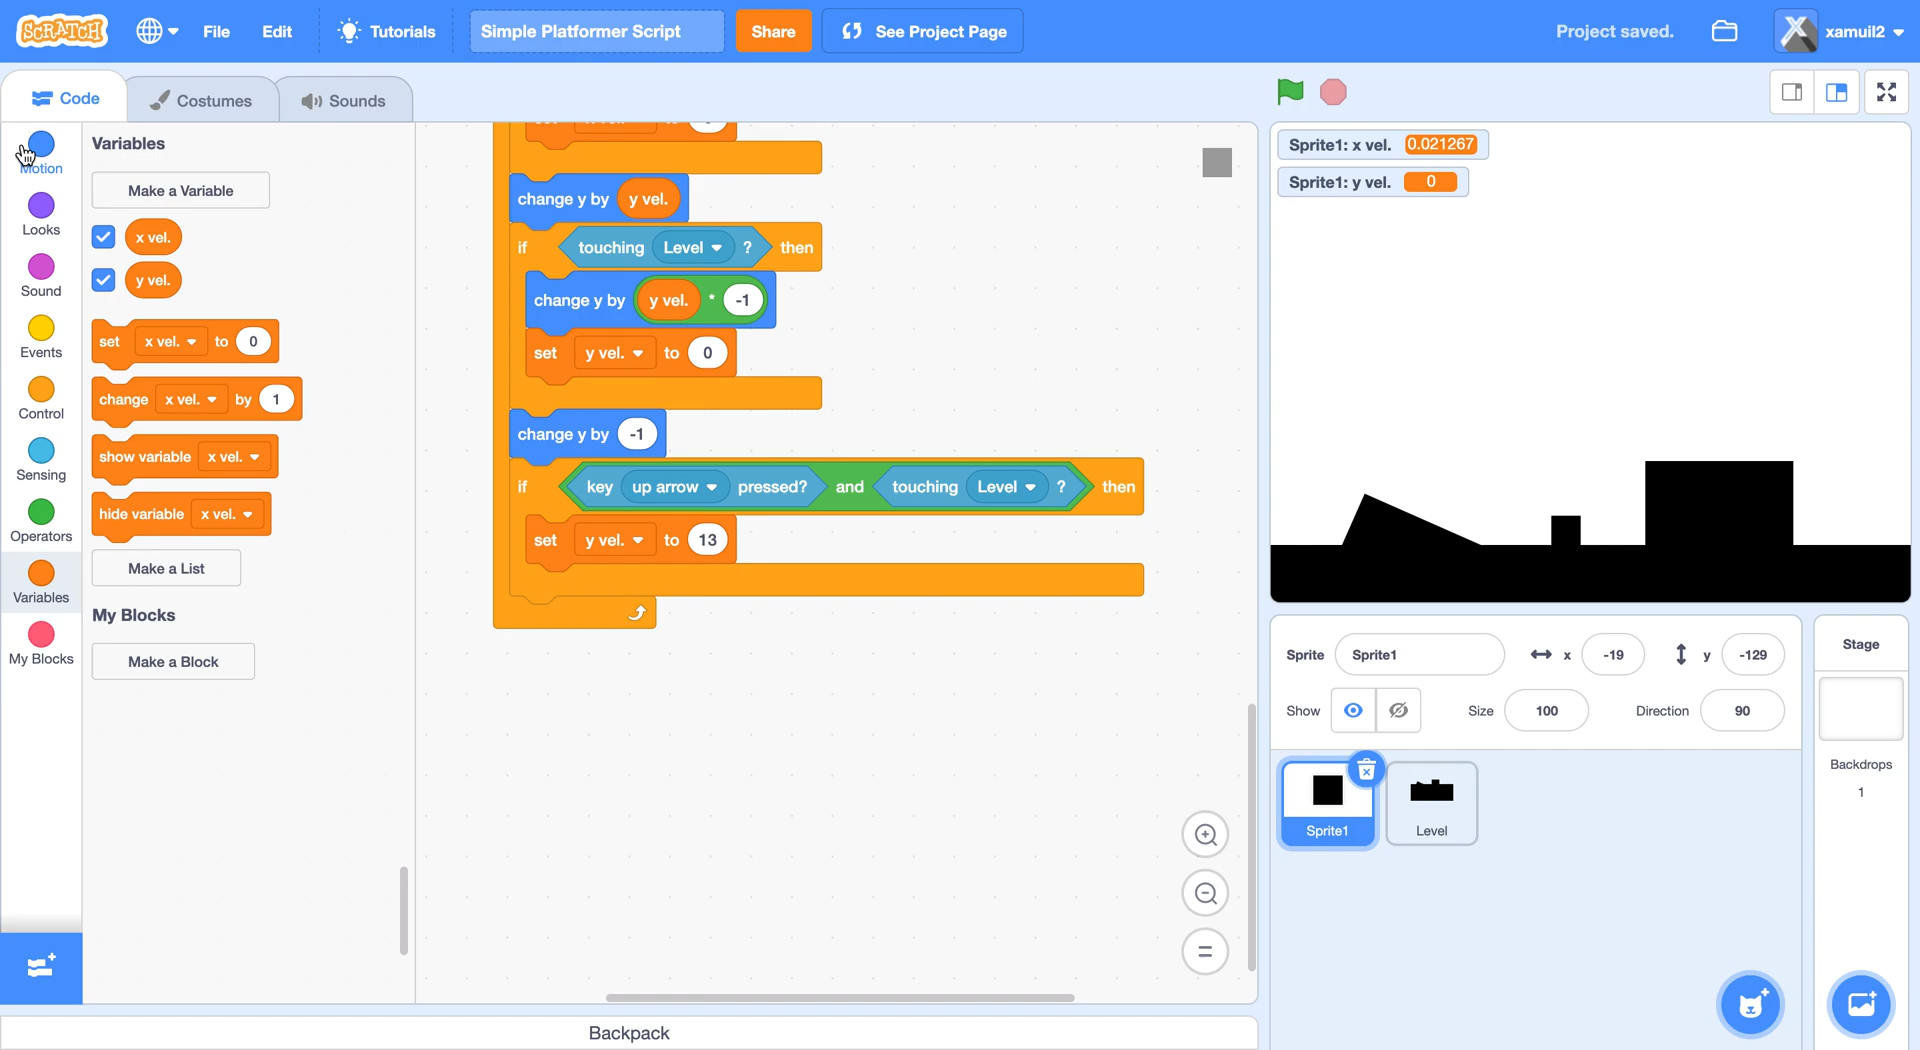 SCRATCH
File
Edit
Tutorials
Simple Platformer Script
Share
See Project Page
Project saved.
xamuil2
Code
Costumes
Sounds
Motion
Looks
Sound
Events
Control
Sensing
Operators
Variables
My Blocks
Variables
Make a Variable
x vel.
y vel.
set x vel. to 0
change x vel. by 1
show variable x vel.
hide variable x vel.
Make a List
My Blocks
Make a Block
change y by y vel.
if touching Level ? then
change y by y vel. * -1
set y vel. to 0
change y by -1
if key up arrow pressed? and touching Level ? then
set y vel. to 13
Backpack
Sprite1: x vel. 0.021267
Sprite1: y vel. 0
Sprite Sprite1 x -19 y -129
Show Size 100 Direction 90
Sprite1
Level
Stage
Backdrops
1